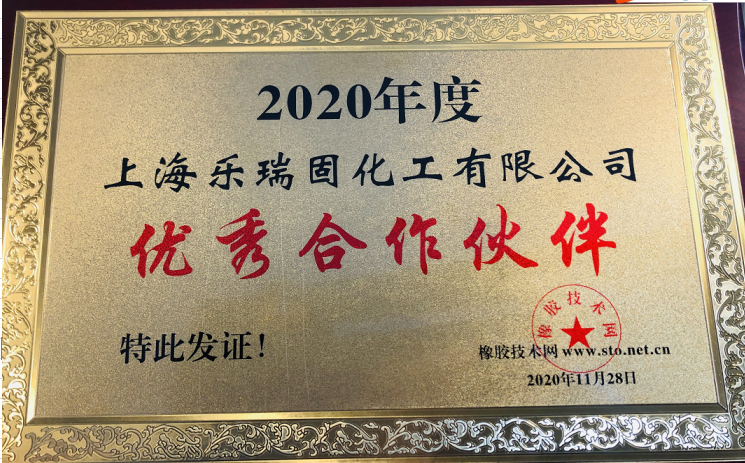 2020年度
上海乐瑞固化工有限公司
优秀合作伙伴
特此发证！
橡胶技术网
橡胶技术网 www.sto.net.cn
2020年11月28日